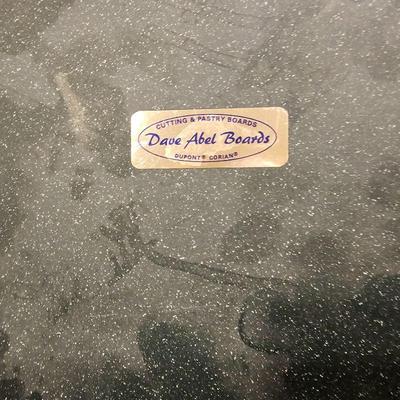 CUTTING & PASTRY BOARDS
Dave Abel Boards
DUPONT® CORIAN®